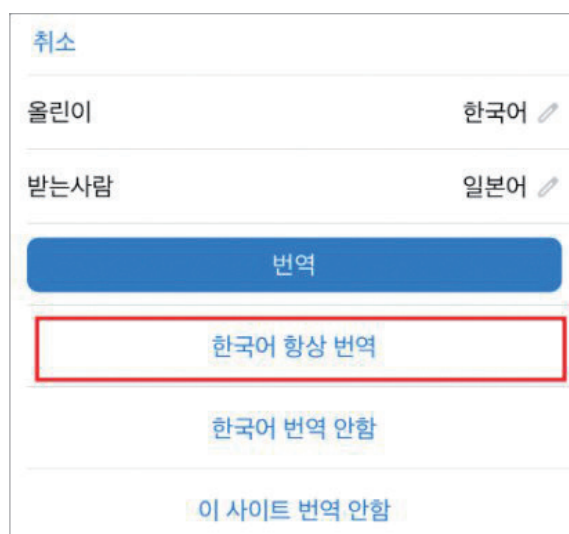 취소
올린이 한국어
받는사람 일본어
번역
한국어 항상 번역
한국어 번역 안함
이 사이트 번역 안함